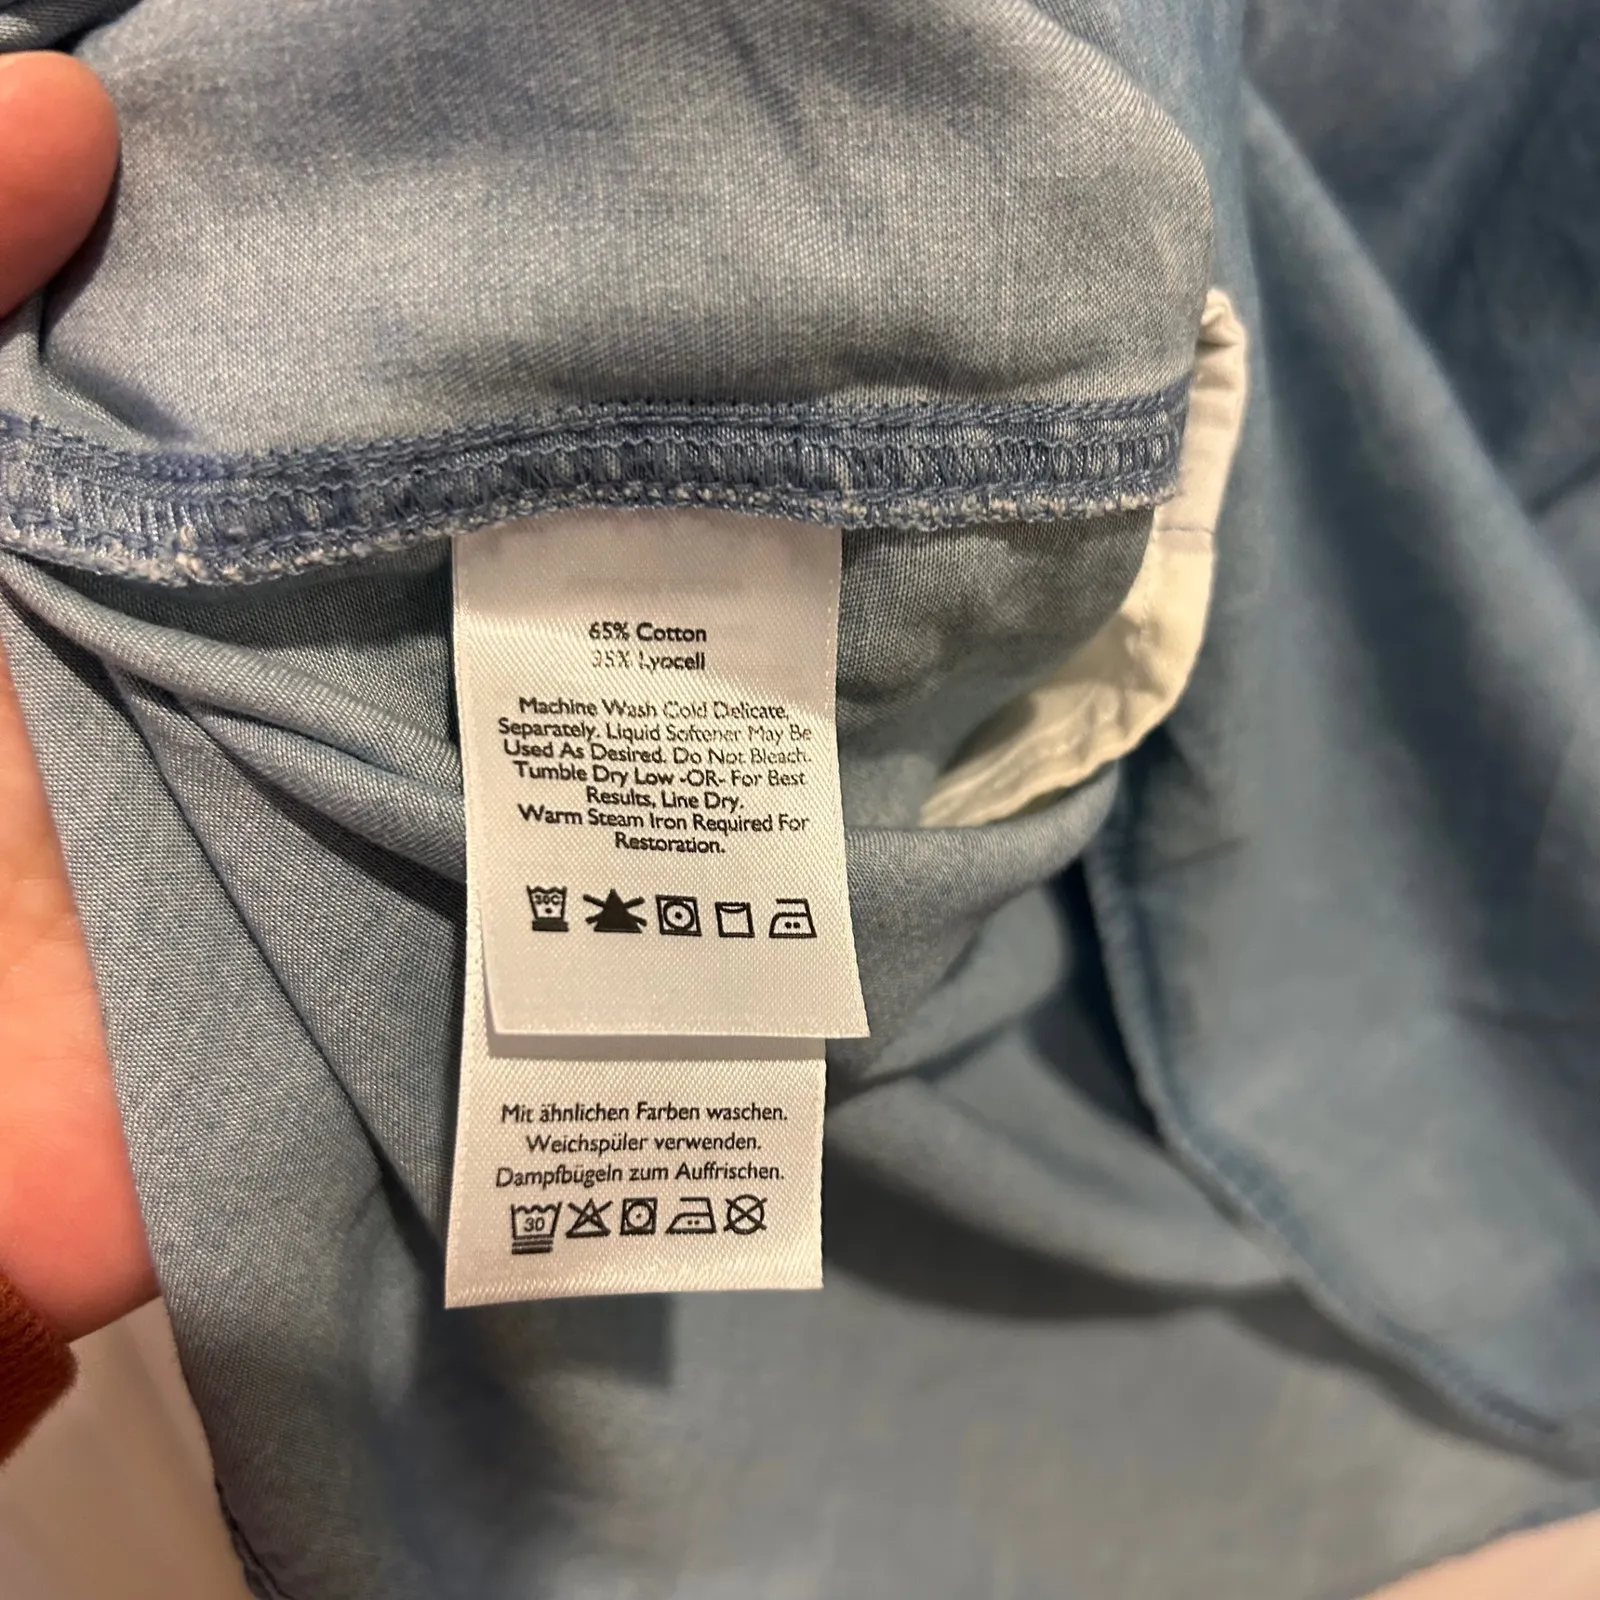 65% Cotton
35% Lyocell
Machine Wash Cold Delicate,
Separately. Liquid Softener May Be
Used As Desired. Do Not Bleach.
Tumble Dry Low -OR- For Best
Results, Line Dry.
Warm Steam Iron Required For
Restoration.
30C
Mit ähnlichen Farben waschen.
Weichspüler verwenden.
Dampfbügeln zum Auffrischen.
30